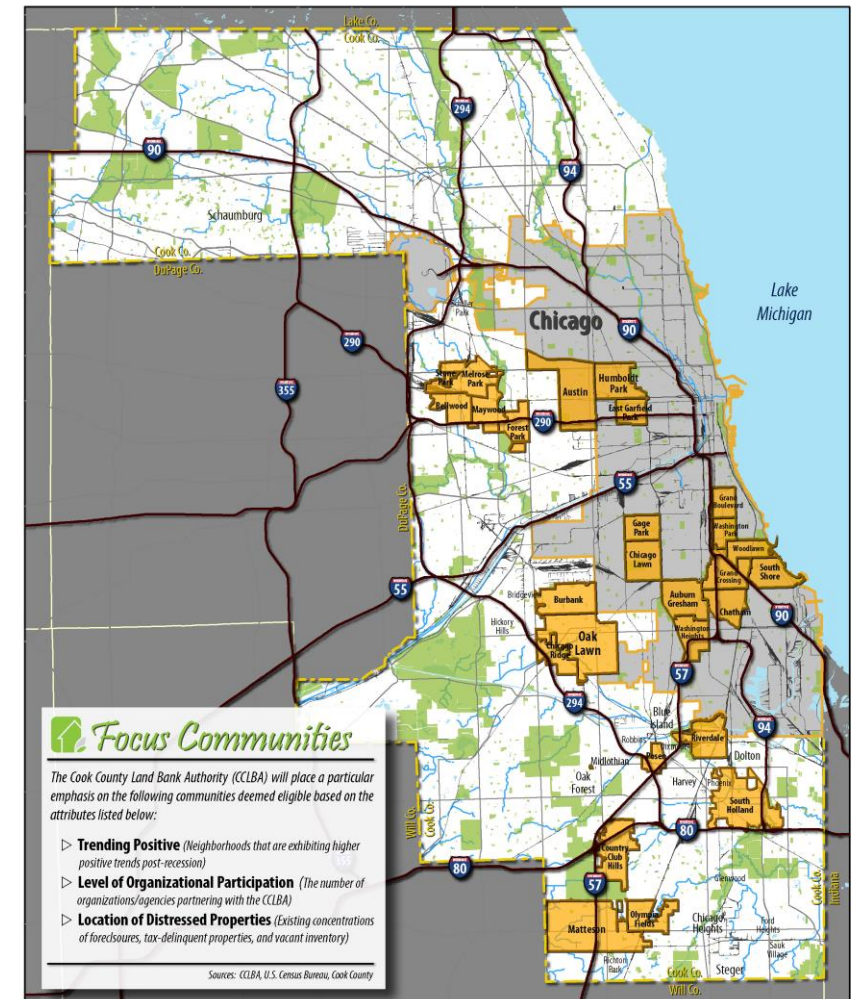 Lake Co.
Cook Co.
294
90
94
Schaumburg
Cook Co.
DuPage Co.
Lake
Michigan
Schiller
Park
Chicago
90
290
355
Stone
Park
Melrose
Park
Bellwood
Maywood
Forest
Park
290
Austin
Humboldt
Park
East Garfield
Park
55
DuPage Co.
Gage
Park
Chicago
Lawn
Grand
Boulevard
Washington
Park
Woodlawn
South
Shore
Grand
Crossing
55
Bridgeview
Burbank
Auburn
Gresham
Chatham
90
Hickory
Hills
Oak
Lawn
Chicago
Ridge
Washington
Heights
57
294
Blue
Island
94
Robbins
Riverdale
Posen
Dolton
Midlothian
Oak
Forest
Harvey
Phoenix
South
Holland
80
Will Co.
Cook Co.
Country
Club
Hills
355
80
57
Glenwood
Cook Co.
Indiana
Matteson
Olympia
Fields
Chicago
Heights
Ford
Heights
Sauk
Village
Richton
Park
Steger
Cook Co.
Will Co.
Focus Communities
The Cook County Land Bank Authority (CCLBA) will place a particular
emphasis on the following communities deemed eligible based on the
attributes listed below:
▷ Trending Positive (Neighborhoods that are exhibiting higher
positive trends post-recession)
▷ Level of Organizational Participation (The number of
organizations/agencies partnering with the CCLBA)
▷ Location of Distressed Properties (Existing concentrations
of foreclosures, tax-delinquent properties, and vacant inventory)
Sources: CCLBA, U.S. Census Bureau, Cook County